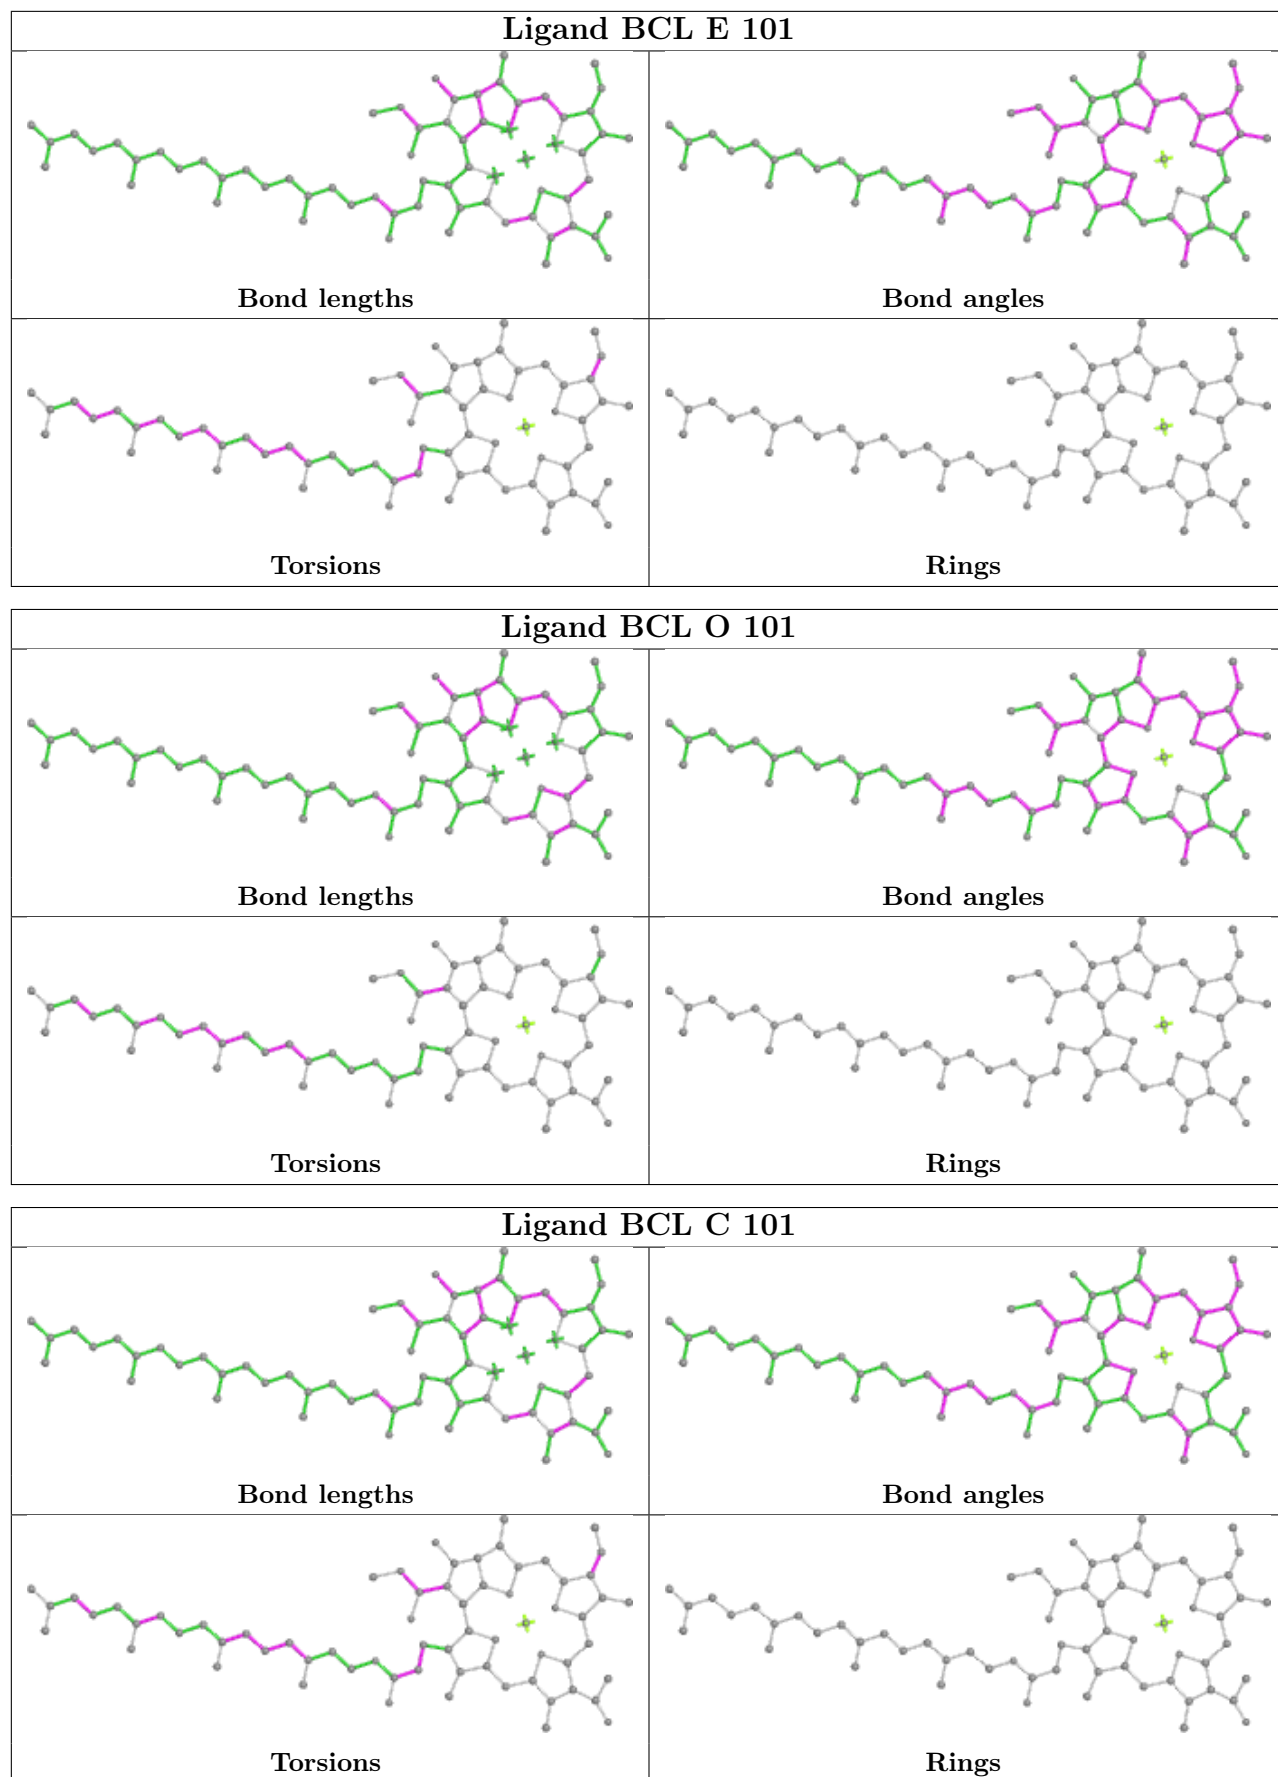 Ligand BCL E 101
Bond lengths
Bond angles
Torsions
Rings
Ligand BCL O 101
Bond lengths
Bond angles
Torsions
Rings
Ligand BCL C 101
Bond lengths
Bond angles
Torsions
Rings